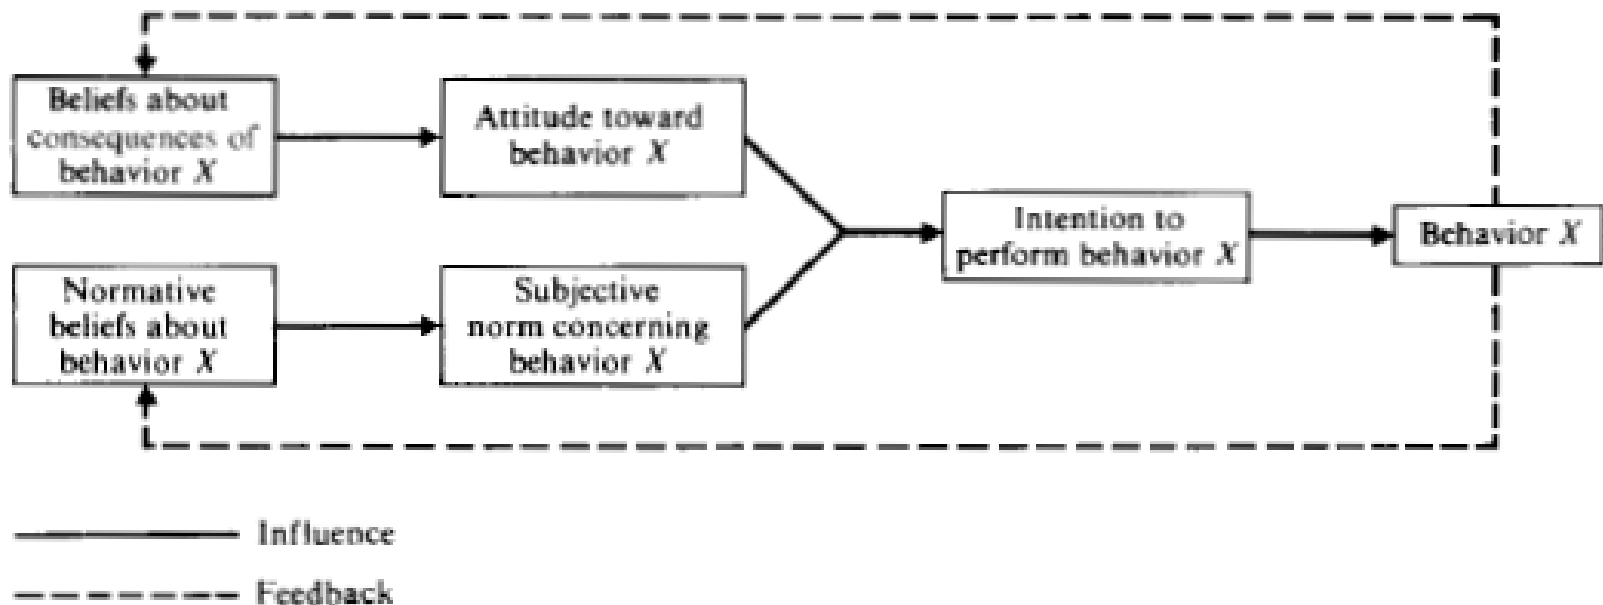 Beliefs about
consequences of
behavior X
Attitude toward
behavior X
Normative
beliefs about
behavior X
Subjective
norm concerning
behavior X
Intention to
perform behavior X
Behavior X
Influence
Feedback